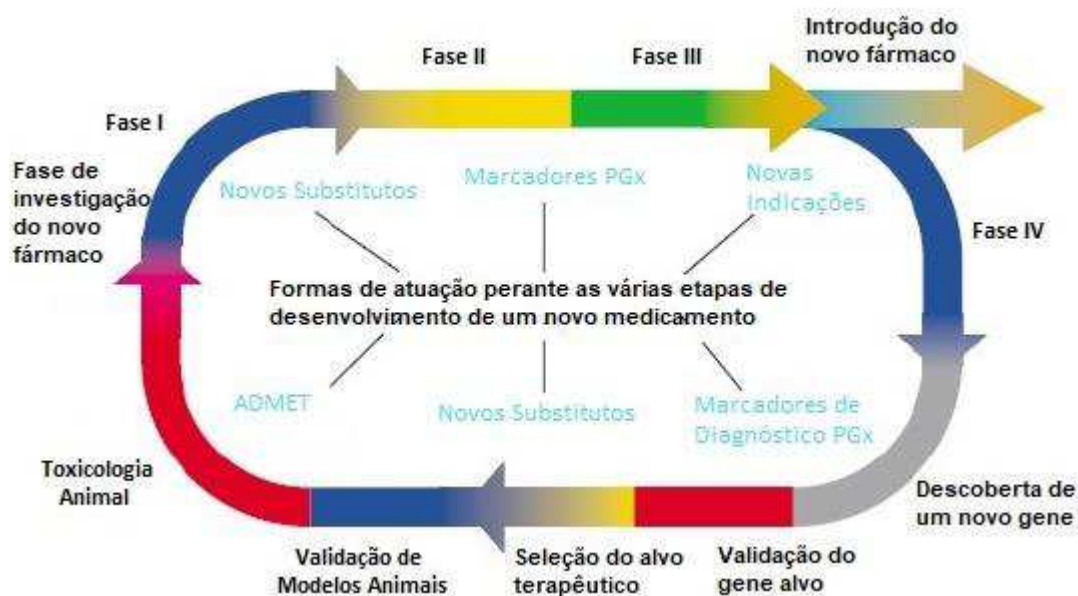 Introdução do
novo fármaco
Fase II
Fase III
Fase I
Fase de
investigação
do novo
fármaco
Novos Substitutos
Marcadores PGx
Novas
Indicações
Fase IV
Formas de atuação perante as várias etapas de
desenvolvimento de um novo medicamento
ADMET
Novos Substitutos
Marcadores de
Diagnóstico PGx
Toxicologia
Animal
Descoberta de
um novo gene
Validação de
Modelos Animais
Seleção do alvo
terapêutico
Validação do
gene alvo